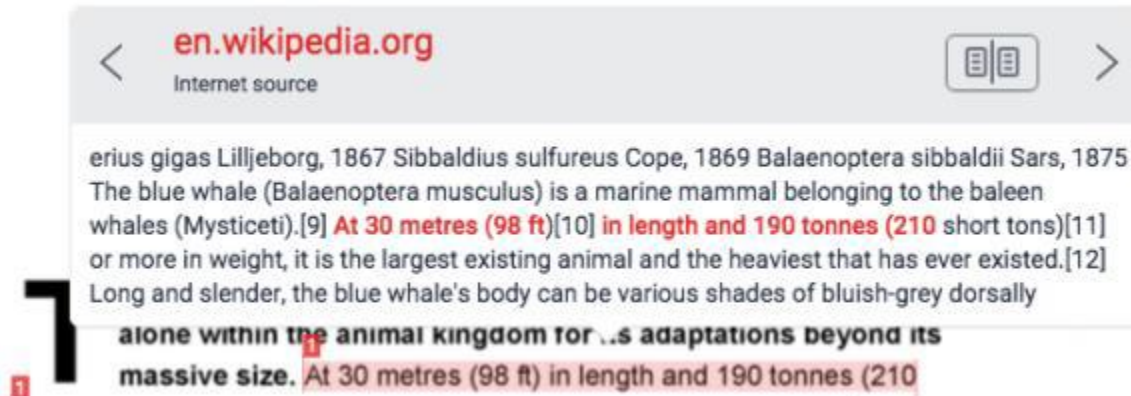 en.wikipedia.org
Internet source
erius gigas Lilljeborg, 1867 Sibbaldius sulfureus Cope, 1869 Balaenoptera sibbaldii Sars, 1875
The blue whale (Balaenoptera musculus) is a marine mammal belonging to the baleen
whales (Mysticeti).[9] At 30 metres (98 ft)[10] in length and 190 tonnes (210 short tons)[11]
or more in weight, it is the largest existing animal and the heaviest that has ever existed.[12]
Long and slender, the blue whale's body can be various shades of bluish-grey dorsally
alone within the animal kingdom for ..s adaptations beyond its
1
massive size. At 30 metres (98 ft) in length and 190 tonnes (210
1